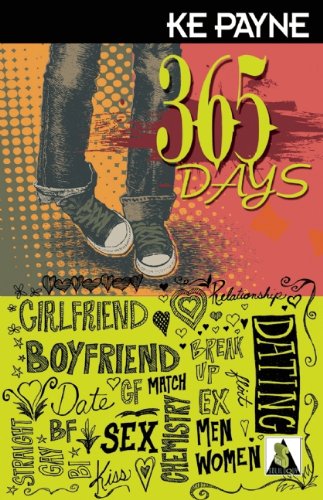 KE PAYNE
365
DAYS
Relationship
GIRLFRIEND
BOYFRIEND
BREAK
UP
Flirt
DATING
Date
GF
MATCH
EX
STRAIGHT
GAY
BI
BF
SEX
CHEMISTRY
MEN
WOMEN
Kiss